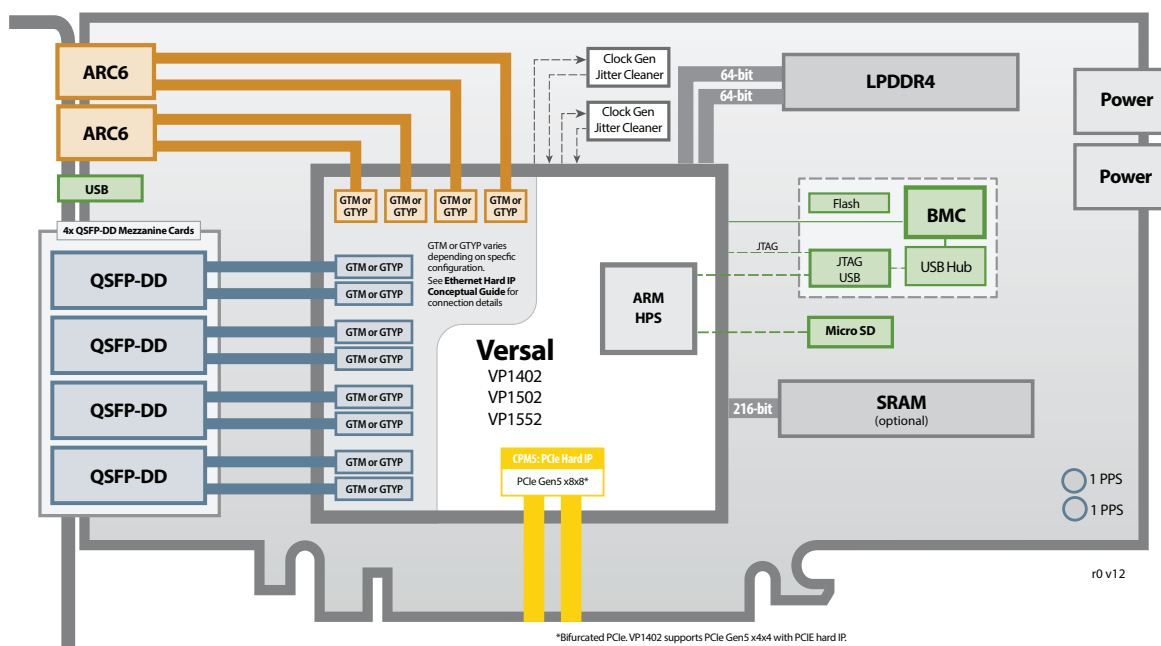 ARC6
ARC6
USB
4x QSFP-DD Mezzanine Cards
QSFP-DD
QSFP-DD
QSFP-DD
QSFP-DD
Clock Gen
Jitter Cleaner
Clock Gen
Jitter Cleaner
64-bit
64-bit
LPDDR4
Power
Power
GTM or
GTYP
GTM or
GTYP
GTM or
GTYP
GTM or
GTYP
GTM or GTYP
GTM or GTYP
GTM or GTYP
GTM or GTYP
GTM or GTYP
GTM or GTYP
GTM or GTYP
GTM or GTYP
GTM or GTYP varies
depending on specfic
configuration.
See Ethernet Hard IP
Conceptual Guide for
connection details
Versal
VP1402
VP1502
VP1552
ARM
HPS
Flash
BMC
JTAG
JTAG
USB
USB Hub
Micro SD
216-bit
SRAM
(optional)
CPM5: PCIe Hard IP
PCIe Gen5 x8x8*
1 PPS
1 PPS
r0 v12
*Bifurcated PCIe. VP1402 supports PCIe Gen5 x4x4 with PCIE hard IP.